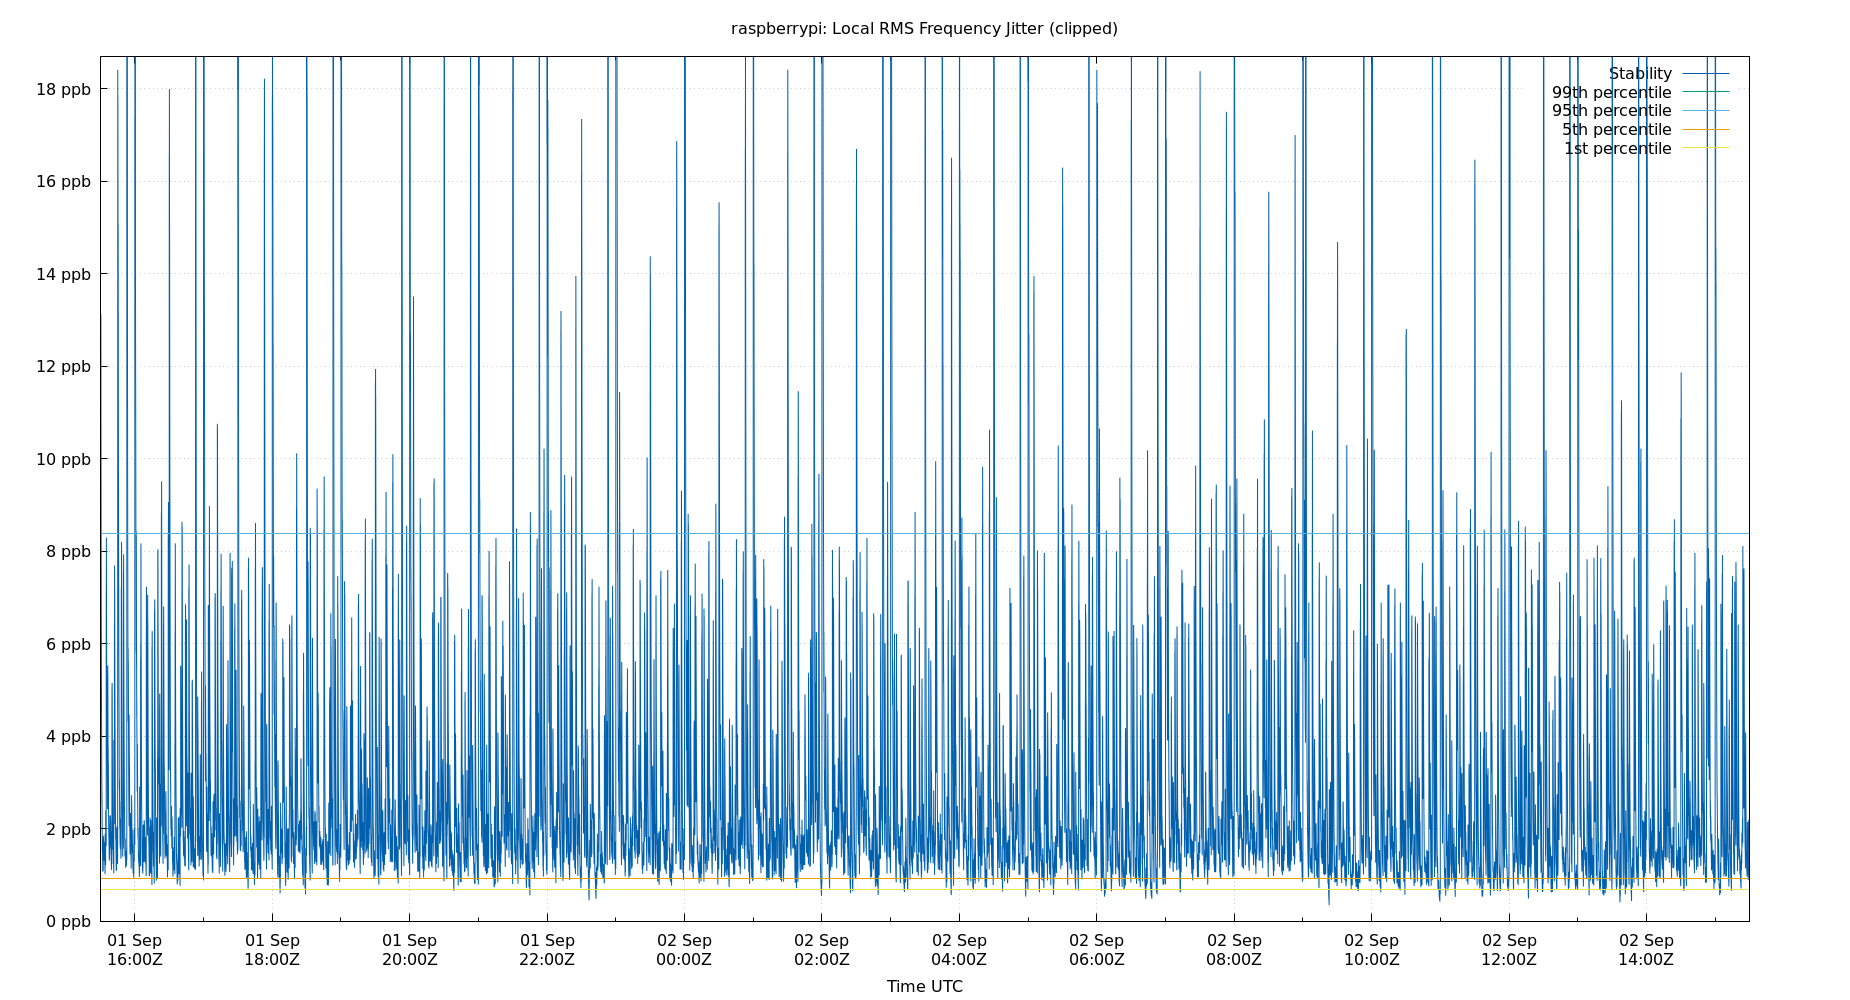 raspberrypi: Local RMS Frequency Jitter (clipped)
18 ppb
16 ppb
14 ppb
12 ppb
10 ppb
8 ppb
6 ppb
4 ppb
2 ppb
0 ppb
Stability
99th percentile
95th percentile
5th percentile
1st percentile
01 Sep 01 Sep 01 Sep 01 Sep 02 Sep 02 Sep 02 Sep 02 Sep 02 Sep 02 Sep 02 Sep 02 Sep
16:00Z 18:00Z 20:00Z 22:00Z 00:00Z 02:00Z 04:00Z 06:00Z 08:00Z 10:00Z 12:00Z 14:00Z
Time UTC